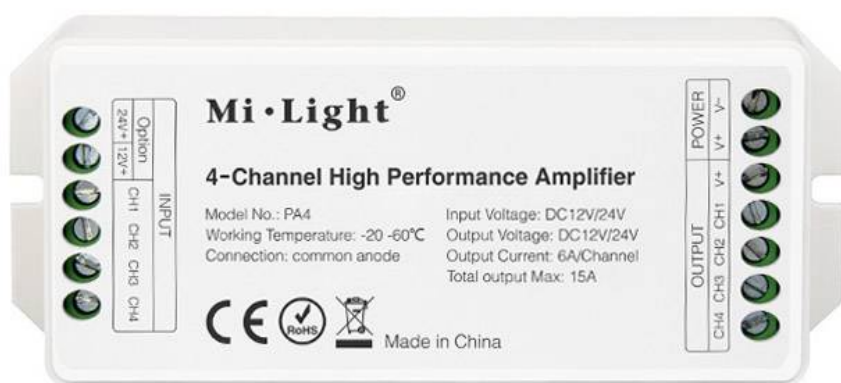 Mi•Light®
4-Channel High Performance Amplifier
Model No.: PA4
Working Temperature: -20 -60℃
Connection: common anode
Input Voltage: DC12V/24V
Output Voltage: DC12V/24V
Output Current: 6A/Channel
Total output Max: 15A
CE
RoHS
Made in China
INPUT
Option
24V+
12V+
CH1
CH2
CH3
CH4
POWER
V-
V+
OUTPUT
V+
CH1
CH2
CH3
CH4